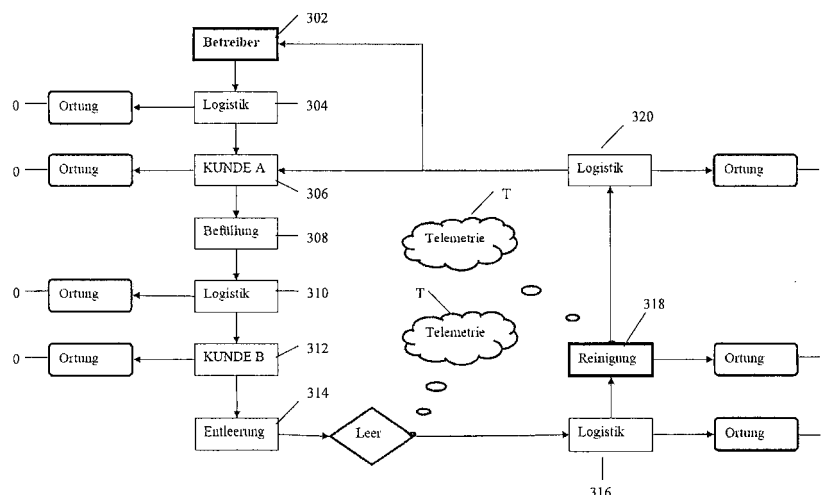 302
Betreiber
0 Ortung Logistik 304
320
0 Ortung KUNDE A Logistik Ortung
306 T
Befüllung 308 Telemetrie
0 Ortung Logistik 310 T
318
0 Ortung KUNDE B 312 Telemetrie Reinigung Ortung
314
Entleerung Leer Logistik Ortung
316